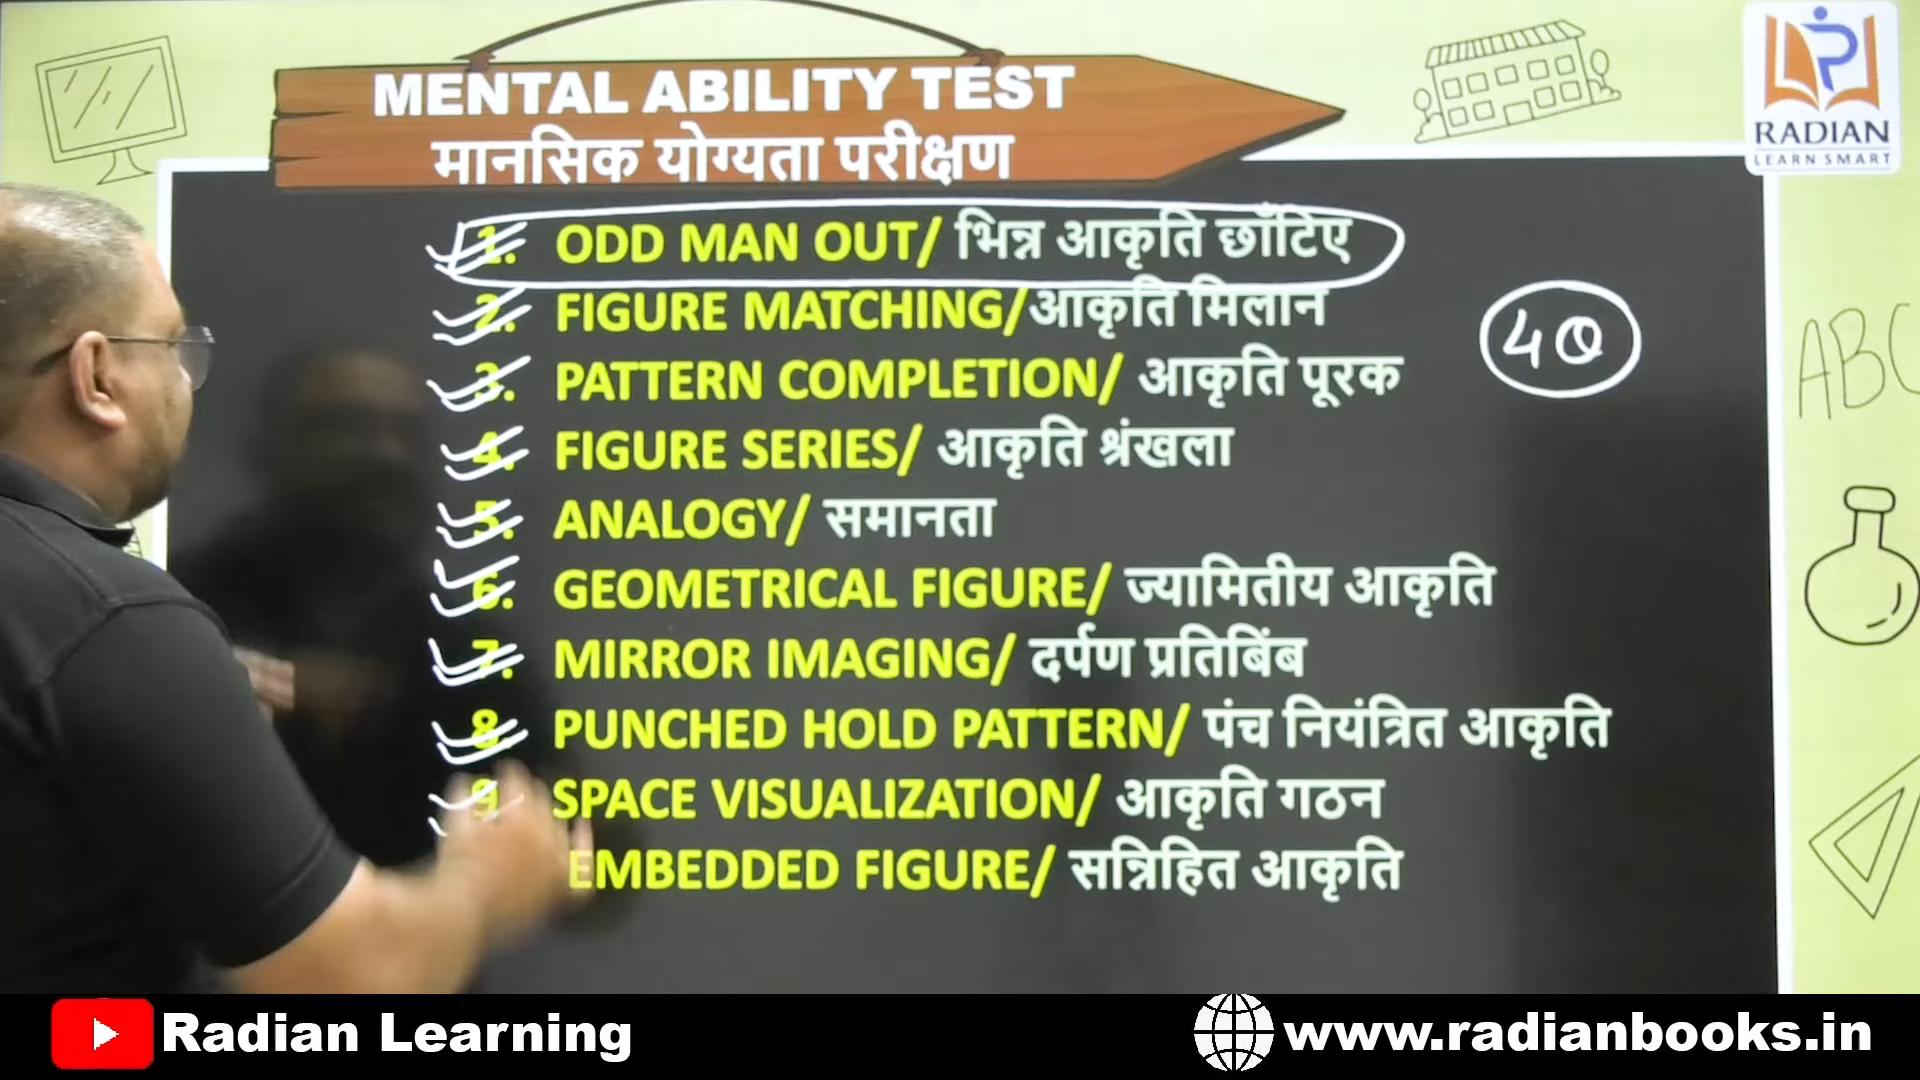 MENTAL ABILITY TEST
मानसिक योग्यता परीक्षण
RADIAN
LEARN SMART
1. ODD MAN OUT/ भिन्न आकृति छाँटिए
2. FIGURE MATCHING/आकृति मिलान
4Q
3. PATTERN COMPLETION/ आकृति पूरक
ABC
4. FIGURE SERIES/ आकृति श्रंखला
5. ANALOGY/ समानता
6. GEOMETRICAL FIGURE/ ज्यामितीय आकृति
7. MIRROR IMAGING/ दर्पण प्रतिबिंब
8. PUNCHED HOLD PATTERN/ पंच नियंत्रित आकृति
9. SPACE VISUALIZATION/ आकृति गठन
EMBEDDED FIGURE/ सन्निहित आकृति
Radian Learning
www.radianbooks.in